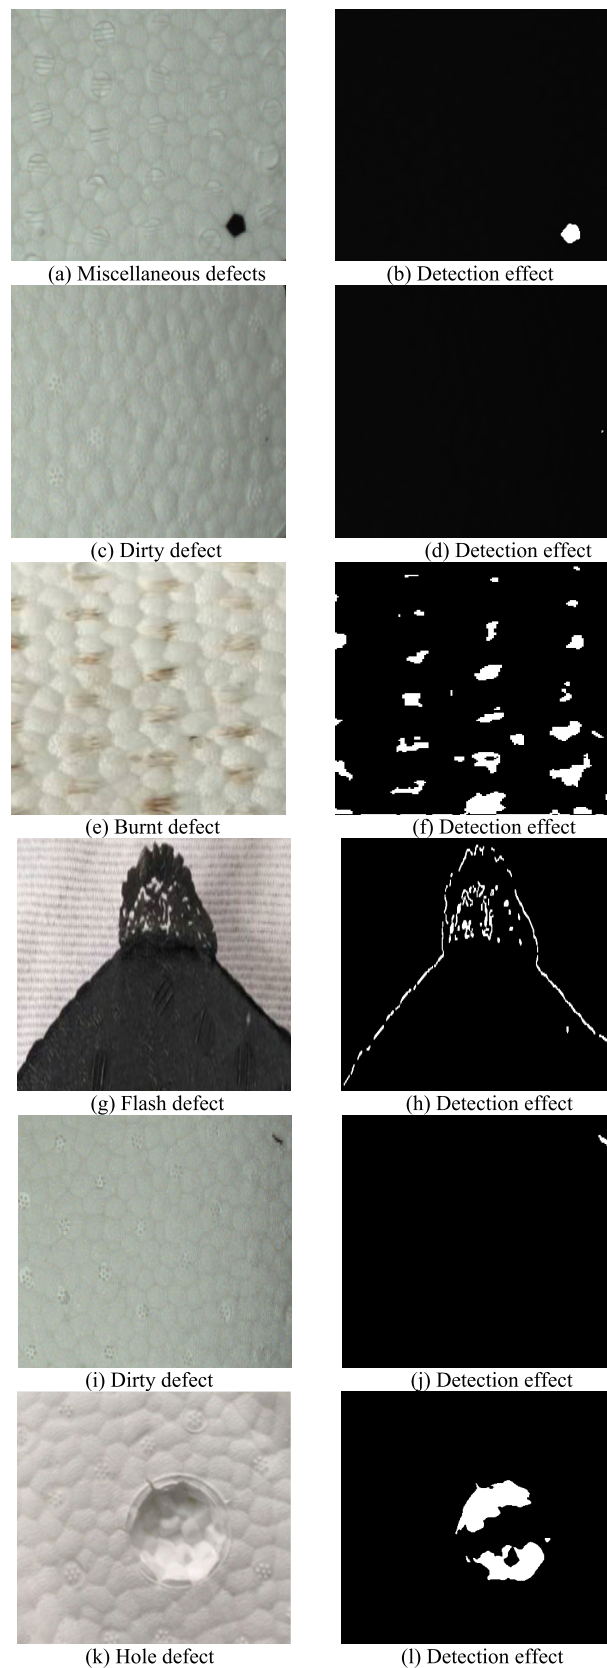 (a) Miscellaneous defects
(b) Detection effect
(c) Dirty defect
(d) Detection effect
(e) Burnt defect
(f) Detection effect
(g) Flash defect
(h) Detection effect
(i) Dirty defect
(j) Detection effect
(k) Hole defect
(l) Detection effect